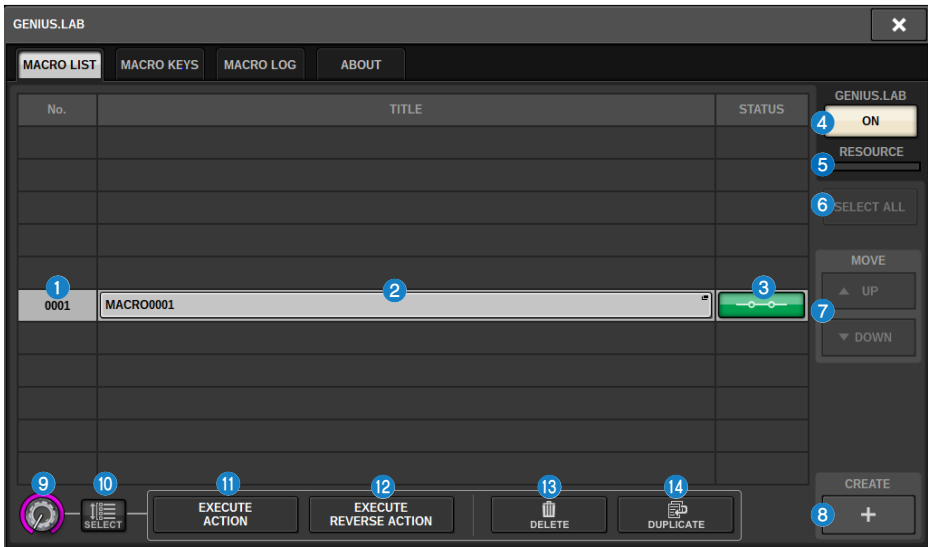 GENIUS.LAB
MACRO LIST MACRO KEYS MACRO LOG ABOUT
No. TITLE STATUS
GENIUS.LAB
4 ON
RESOURCE
5
6 SELECT ALL
MOVE
1 2 3
▲ UP
0001 MACRO0001
7
▼ DOWN
9 10 11 12 13 14
CREATE
SELECT
EXECUTE
ACTION
EXECUTE
REVERSE ACTION
DELETE
DUPLICATE
8 +